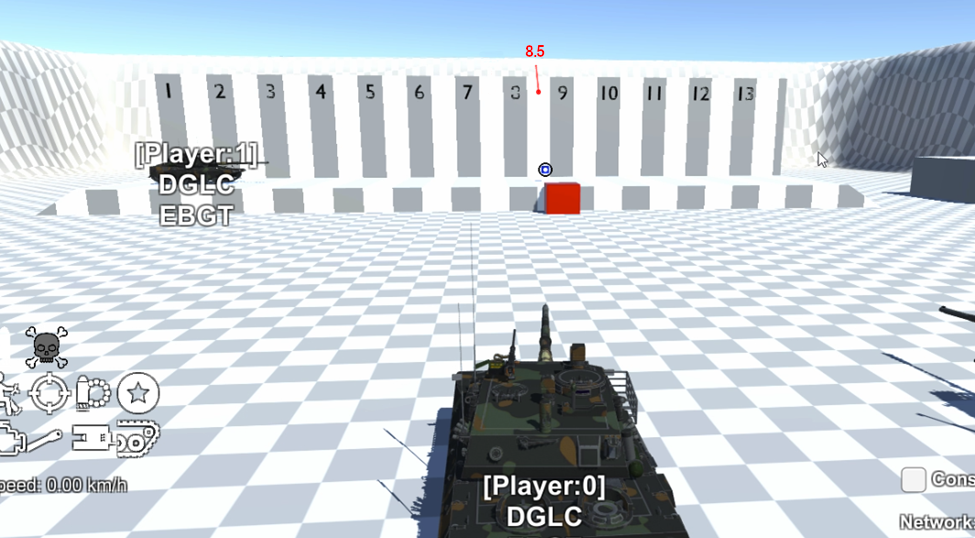 8.5
1 2 3 4 5 6 7 8 9 10 11 12 13
[Player:1]
DGLC
EBGT
peed: 0.00 km/h
[Player:0]
DGLC
Cons
Network